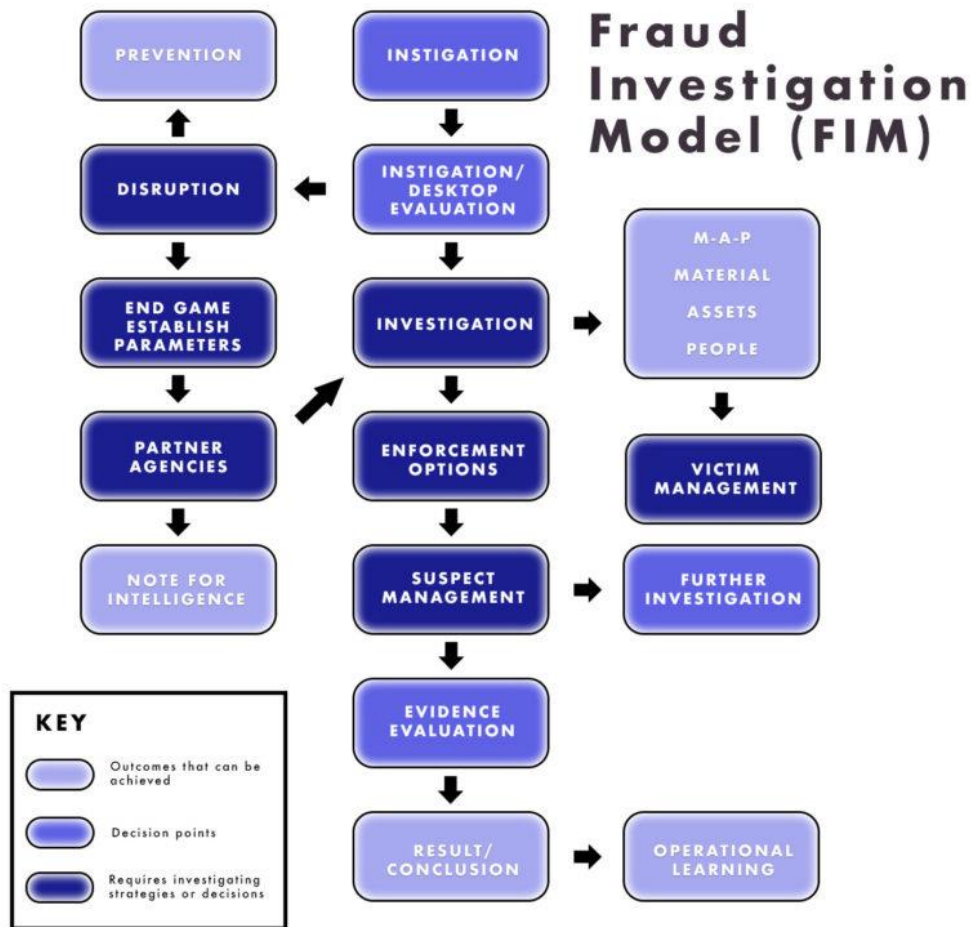 Fraud
Investigation
Model (FIM)
PREVENTION
INSTIGATION
DISRUPTION
INSTIGATION/
DESKTOP
EVALUATION
M-A-P
MATERIAL
ASSETS
PEOPLE
END GAME
ESTABLISH
PARAMETERS
INVESTIGATION
PARTNER
AGENCIES
ENFORCEMENT
OPTIONS
VICTIM
MANAGEMENT
NOTE FOR
INTELLIGENCE
SUSPECT
MANAGEMENT
FURTHER
INVESTIGATION
EVIDENCE
EVALUATION
RESULT/
CONCLUSION
OPERATIONAL
LEARNING
KEY
Outcomes that can be
achieved
Decision points
Requires investigating
strategies or decisions